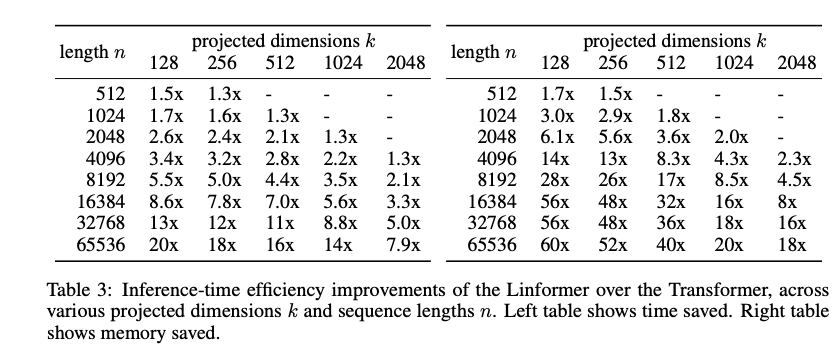 length n projected dimensions k
128 256 512 1024 2048
512 1.5x 1.3x - - -
1024 1.7x 1.6x 1.3x - -
2048 2.6x 2.4x 2.1x 1.3x -
4096 3.4x 3.2x 2.8x 2.2x 1.3x
8192 5.5x 5.0x 4.4x 3.5x 2.1x
16384 8.6x 7.8x 7.0x 5.6x 3.3x
32768 13x 12x 11x 8.8x 5.0x
65536 20x 18x 16x 14x 7.9x
length n projected dimensions k
128 256 512 1024 2048
512 1.7x 1.5x - - -
1024 3.0x 2.9x 1.8x - -
2048 6.1x 5.6x 3.6x 2.0x -
4096 14x 13x 8.3x 4.3x 2.3x
8192 28x 26x 17x 8.5x 4.5x
16384 56x 48x 32x 16x 8x
32768 56x 48x 36x 18x 16x
65536 60x 52x 40x 20x 18x
Table 3: Inference-time efficiency improvements of the Linformer over the Transformer, across
various projected dimensions k and sequence lengths n. Left table shows time saved. Right table
shows memory saved.